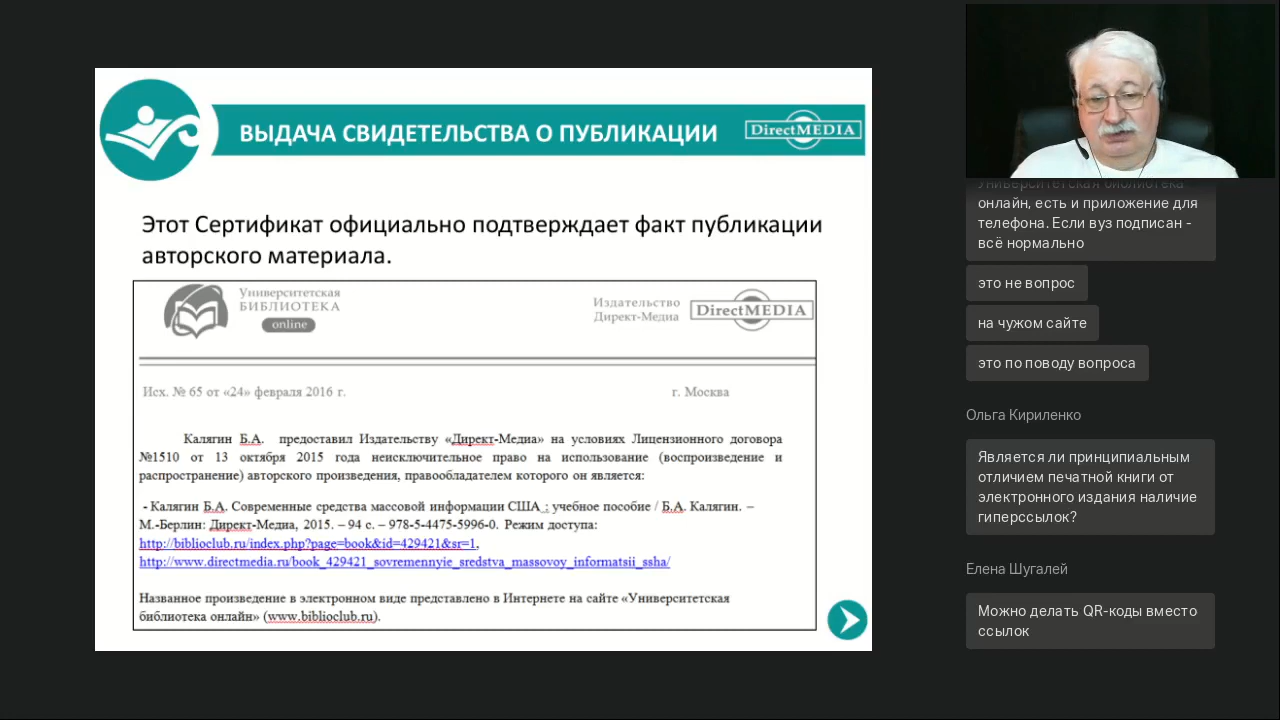 ВЫДАЧА СВИДЕТЕЛЬСТВА О ПУБЛИКАЦИИ
DirectMEDIA
Этот Сертификат официально подтверждает факт публикации
авторского материала.
Университетская
БИБЛИОТЕКА
online
Издательство
Директ-Медиа
DirectMEDIA
Исх. № 65 от «24» февраля 2016 г.
г. Москва
Калягин Б.А. предоставил Издательству «Директ-Медиа» на условиях Лицензионного договора
№1510 от 13 октября 2015 года неисключительное право на использование (воспроизведение и
распространение) авторского произведения, правообладателем которого он является:
- Калягин Б.А. Современные средства массовой информации США : учебное пособие / Б.А. Калягин. –
М.-Берлин: Директ-Медиа, 2015. – 94 с. – 978-5-4475-5996-0. Режим доступа:
http://biblioclub.ru/index.php?page=book&id=429421&sr=1,
http://www.directmedia.ru/book_429421_sovremennyie_sredstva_massovoy_informatsii_ssha/
Названное произведение в электронном виде представлено в Интернете на сайте «Университетская
библиотека онлайн» (www.biblioclub.ru).
Университетская библиотека
онлайн, есть и приложение для
телефона. Если вуз подписан -
всё нормально
это не вопрос
на чужом сайте
это по поводу вопроса
Ольга Кириленко
Является ли принципиальным
отличием печатной книги от
электронного издания наличие
гиперссылок?
Елена Шугалей
Можно делать QR-коды вместо
ссылок